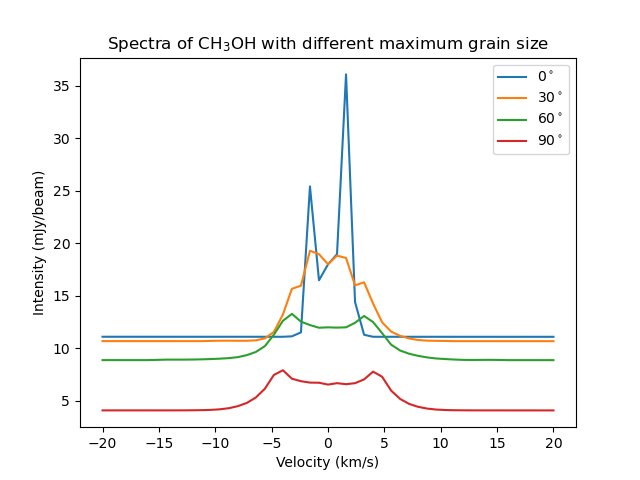 Spectra of CH₃OH with different maximum grain size
Intensity (mJy/beam)
35
30
25
20
15
10
5
0°
30°
60°
90°
−20 −15 −10 −5 0 5 10 15 20
Velocity (km/s)